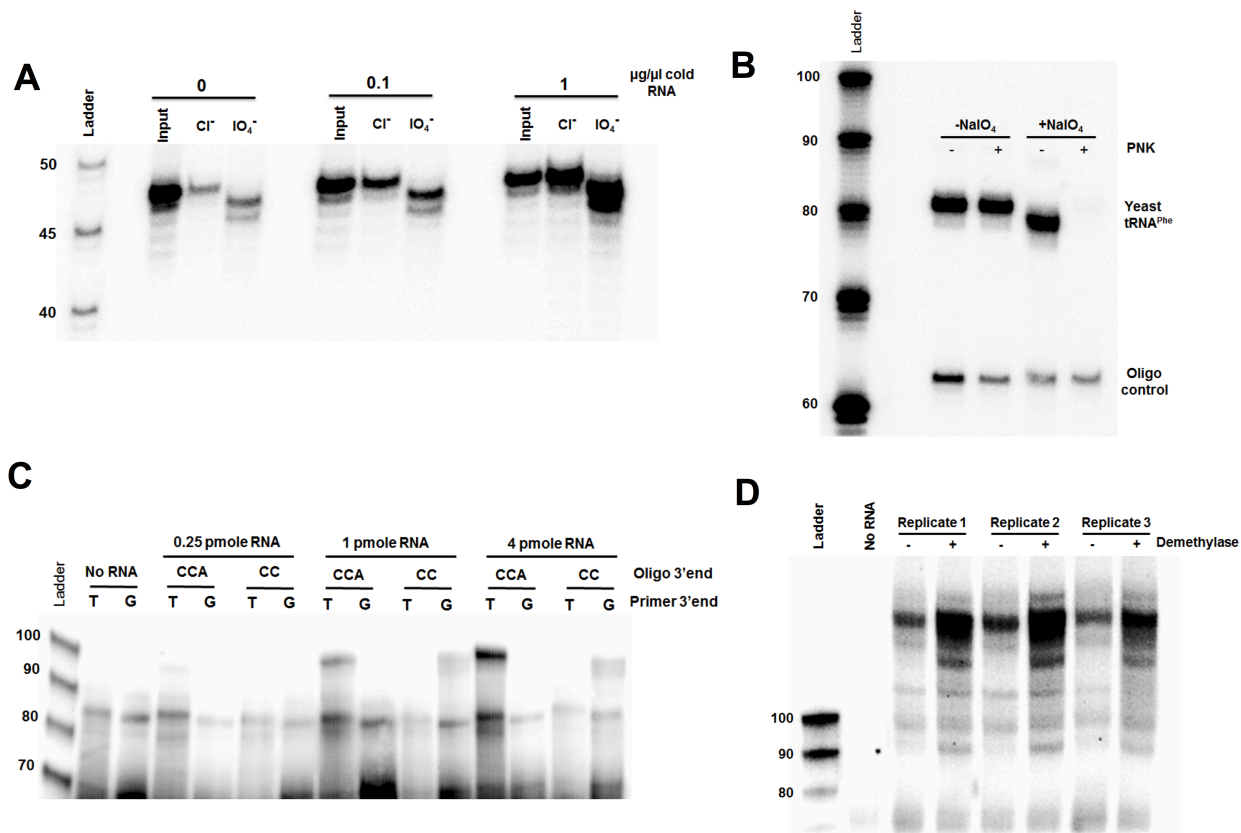 A
0 0.1 1 µg/µl cold
RNA
Ladder Input Cl⁻ IO₄⁻ Input Cl⁻ IO₄⁻ Input Cl⁻ IO₄⁻
50
45
40
B
Ladder
100
90
80
70
60
-NaIO₄ +NaIO₄
- + - + PNK
Yeast
tRNAᴾʰᵉ
Oligo
control
C
0.25 pmole RNA 1 pmole RNA 4 pmole RNA
No RNA CCA CC CCA CC CCA CC Oligo 3'end
Ladder T G T G T G T G T G T G T G Primer 3'end
100
90
80
70
D
Ladder No RNA Replicate 1 Replicate 2 Replicate 3
- + - + - + Demethylase
100
90
80